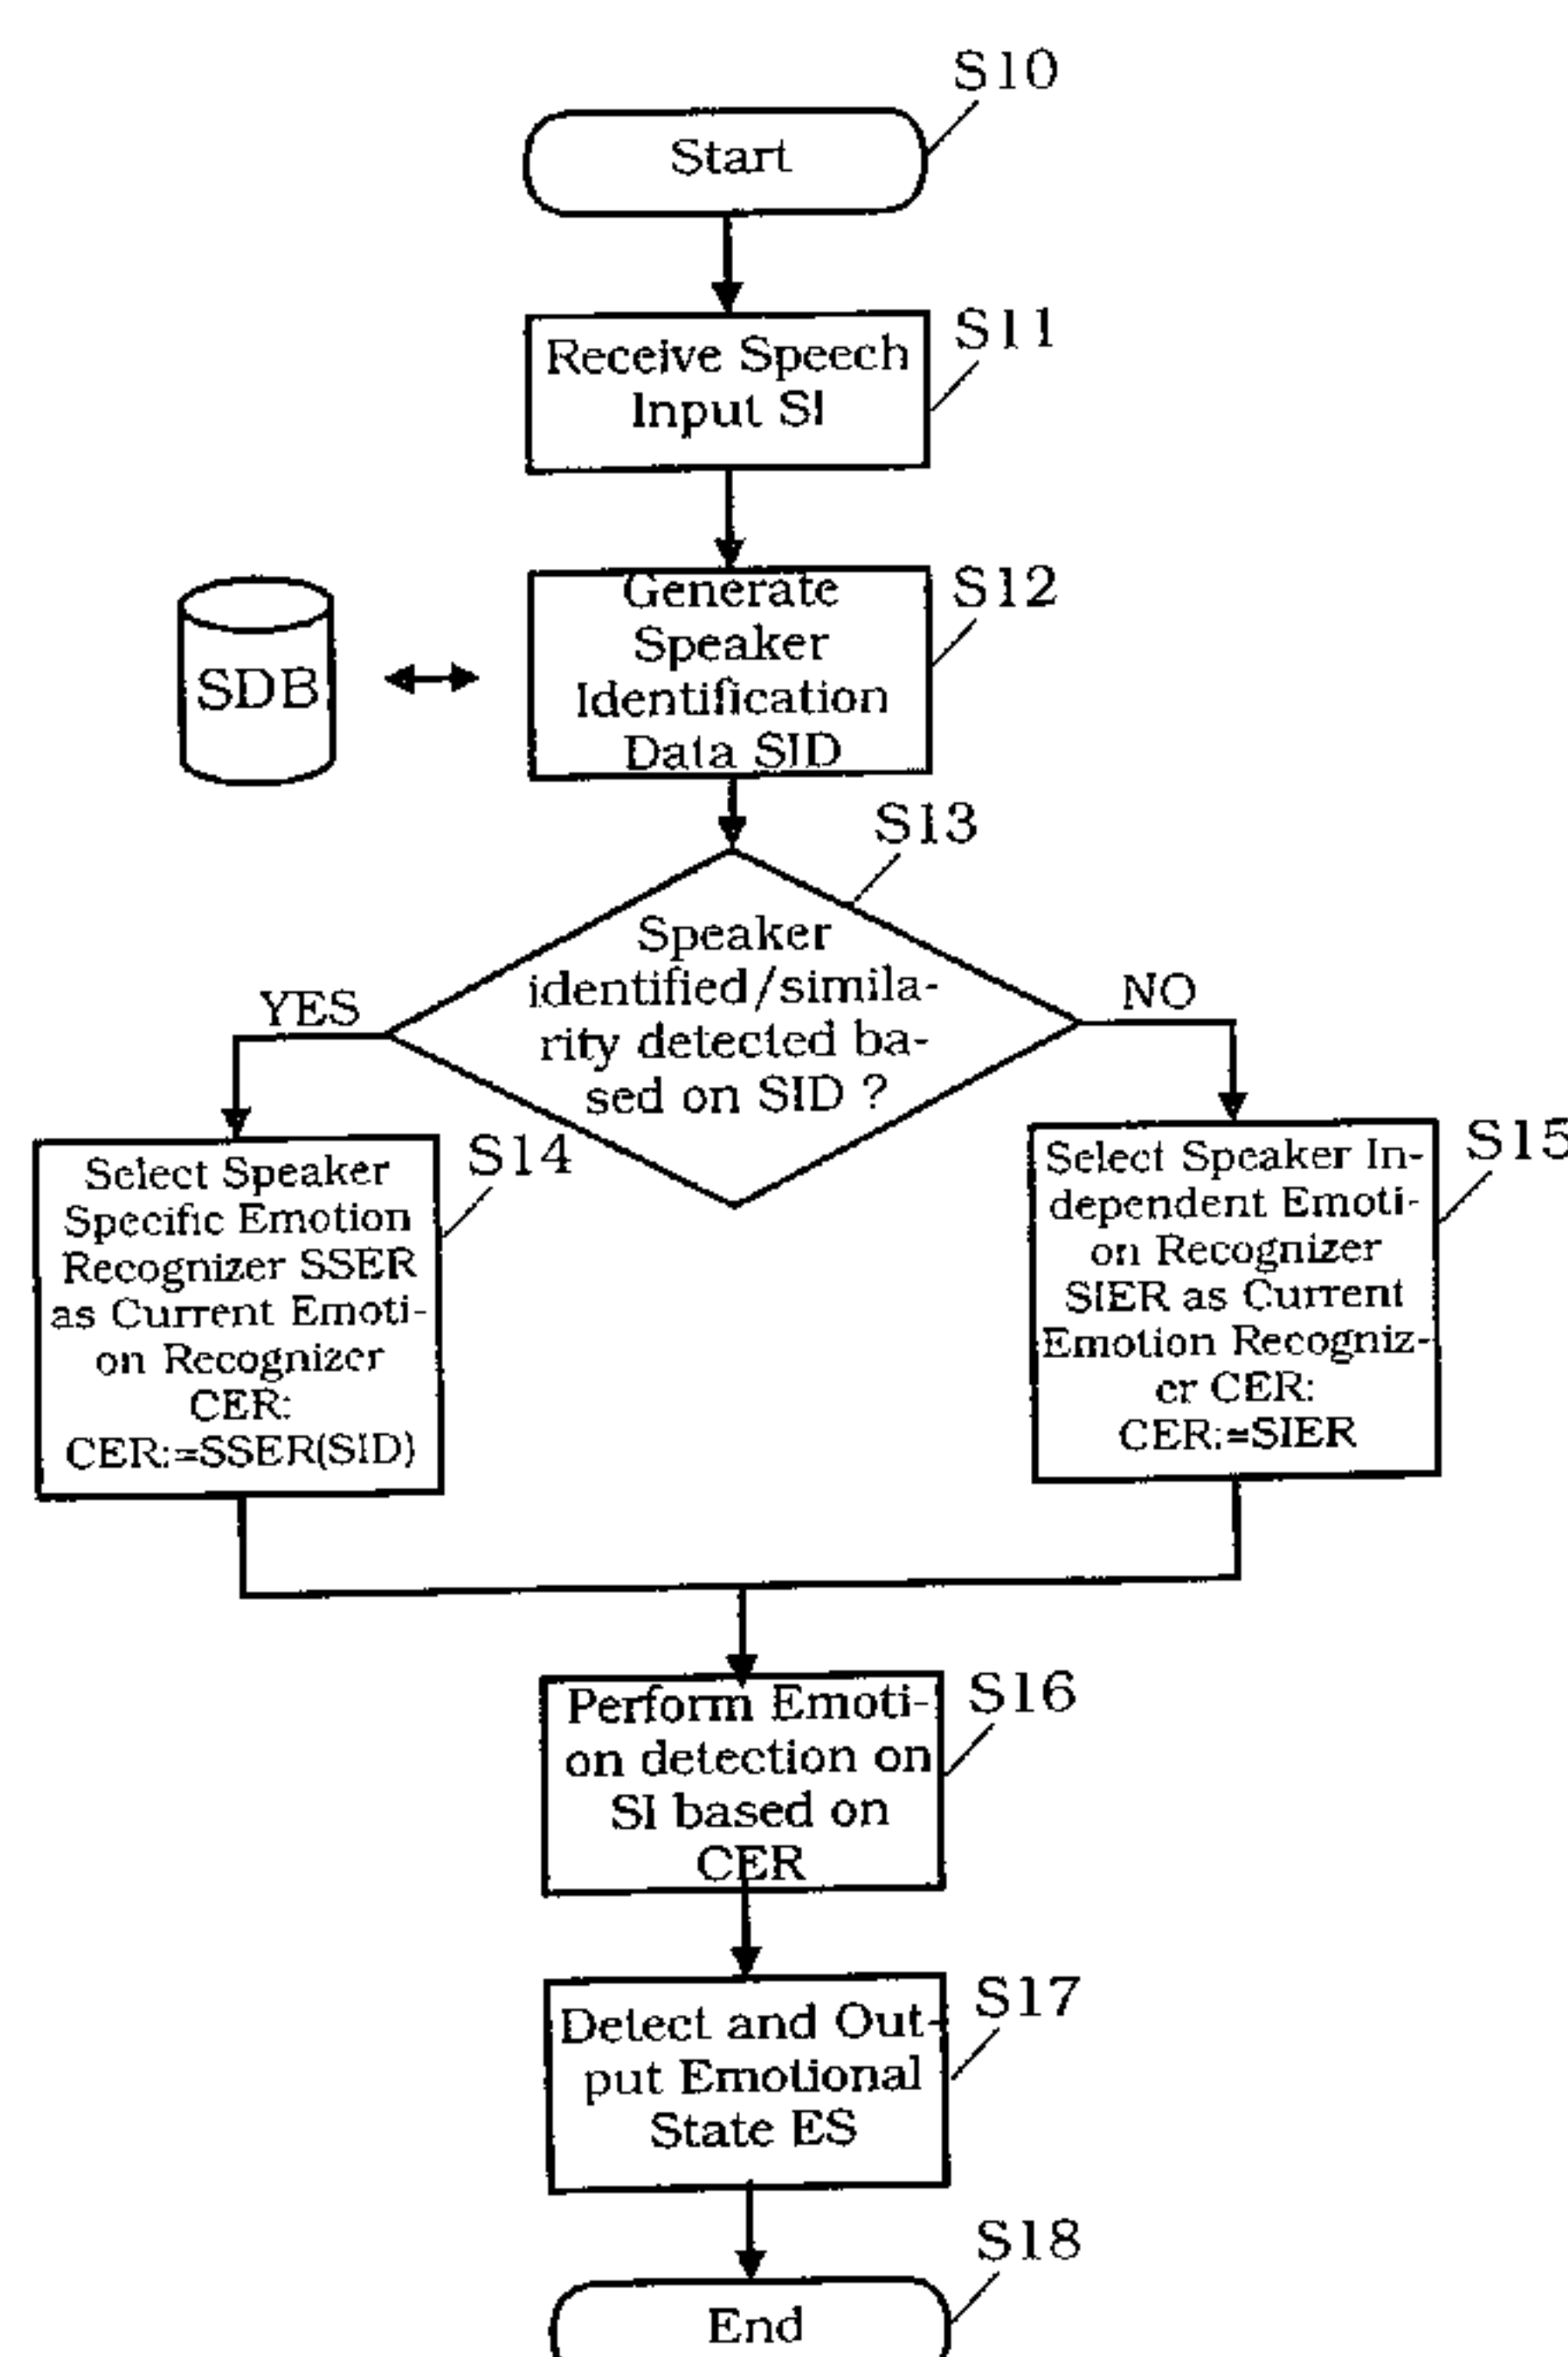 S10
Start
S11
Receive Speech
Input SI
S12
Generate
Speaker
Identification
Data SID
SDB
S13
Speaker
identified/simila-
rity detected ba-
sed on SID ?
YES
NO
S14
Select Speaker
Specific Emotion
Recognizer SSER
as Current Emoti-
on Recognizer
CER:
CER:=SSER(SID)
S15
Select Speaker In-
dependent Emoti-
on Recognizer
SIER as Current
Emotion Recogniz-
er CER:
CER:=SIER
S16
Perform Emoti-
on detection on
SI based on
CER
S17
Detect and Out-
put Emotional
State ES
S18
End